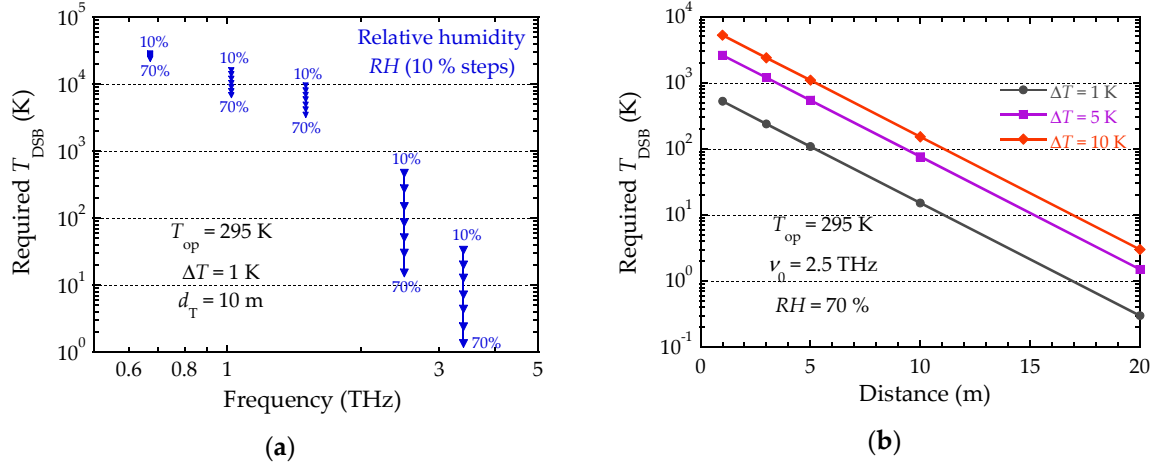 Required T_DSB (K)
10^5
10^4
10^3
10^2
10^1
10^0
10%
70%
10%
70%
10%
70%
10%
70%
10%
70%
Relative humidity
RH (10 % steps)
T_op = 295 K
ΔT = 1 K
d_T = 10 m
0.6
0.8
1
3
5
Frequency (THz)
(a)
Required T_DSB (K)
10^4
10^3
10^2
10^1
10^0
10^-1
ΔT = 1 K
ΔT = 5 K
ΔT = 10 K
T_op = 295 K
ν_0 = 2.5 THz
RH = 70 %
0
5
10
15
20
Distance (m)
(b)